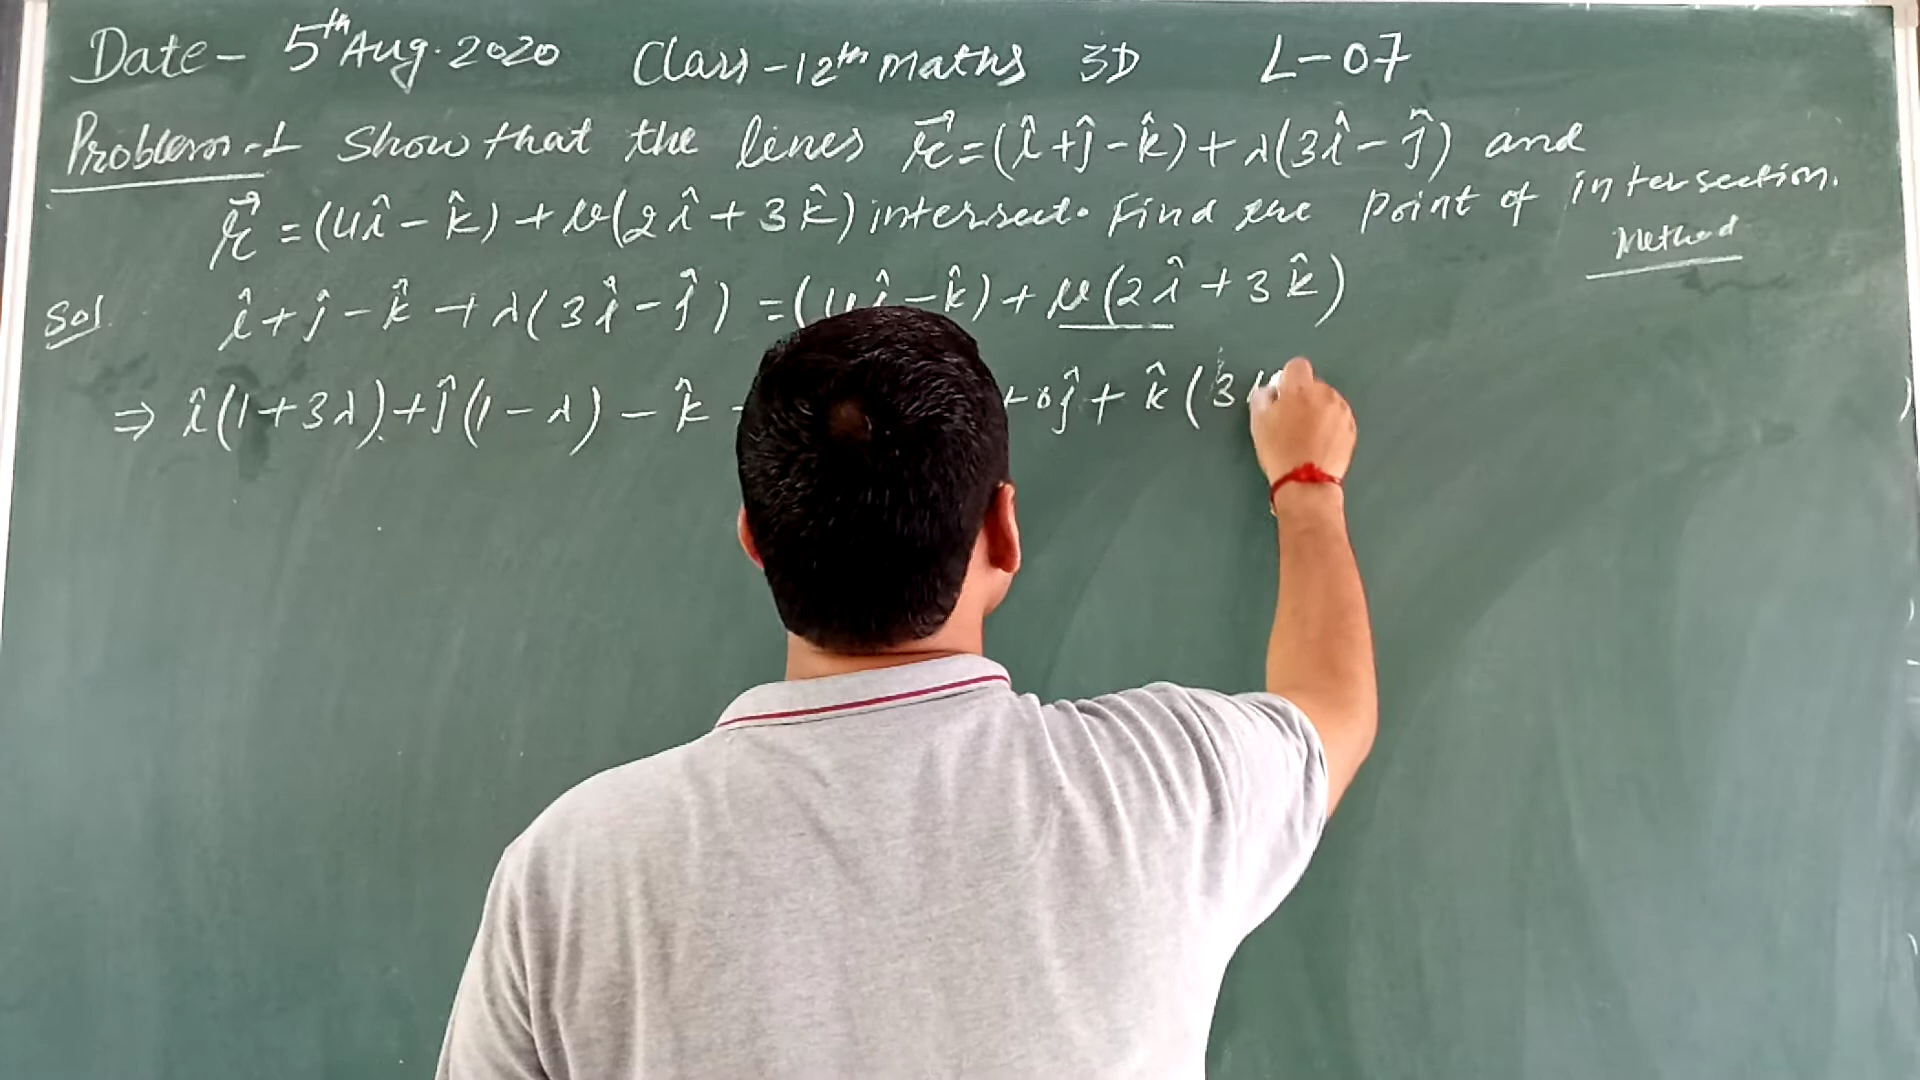 Date - 5th Aug. 2020 Class - 12th maths 3D L-07
Problem-1 Show that the lines r⃗ = (î + ĵ - k̂) + λ(3î - ĵ) and
r⃗ = (4î - k̂) + μ(2î + 3k̂) intersect. Find the Point of intersection.
Method
Sol î + ĵ - k̂ + λ(3î - ĵ) = (4î - k̂) + μ(2î + 3k̂)
⇒ î(1+3λ) + ĵ(1-λ) - k̂ + 0ĵ + k̂(3